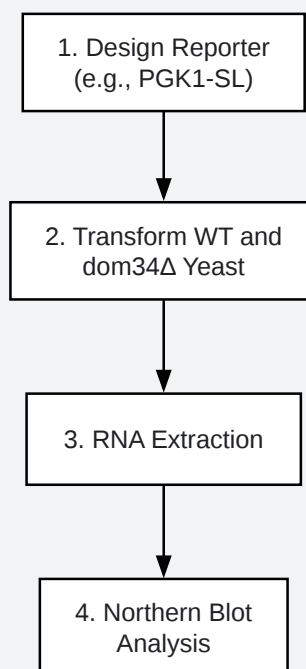 1. Design Reporter
(e.g., PGK1-SL)
2. Transform WT and
dom34Δ Yeast
3. RNA Extraction
4. Northern Blot
Analysis